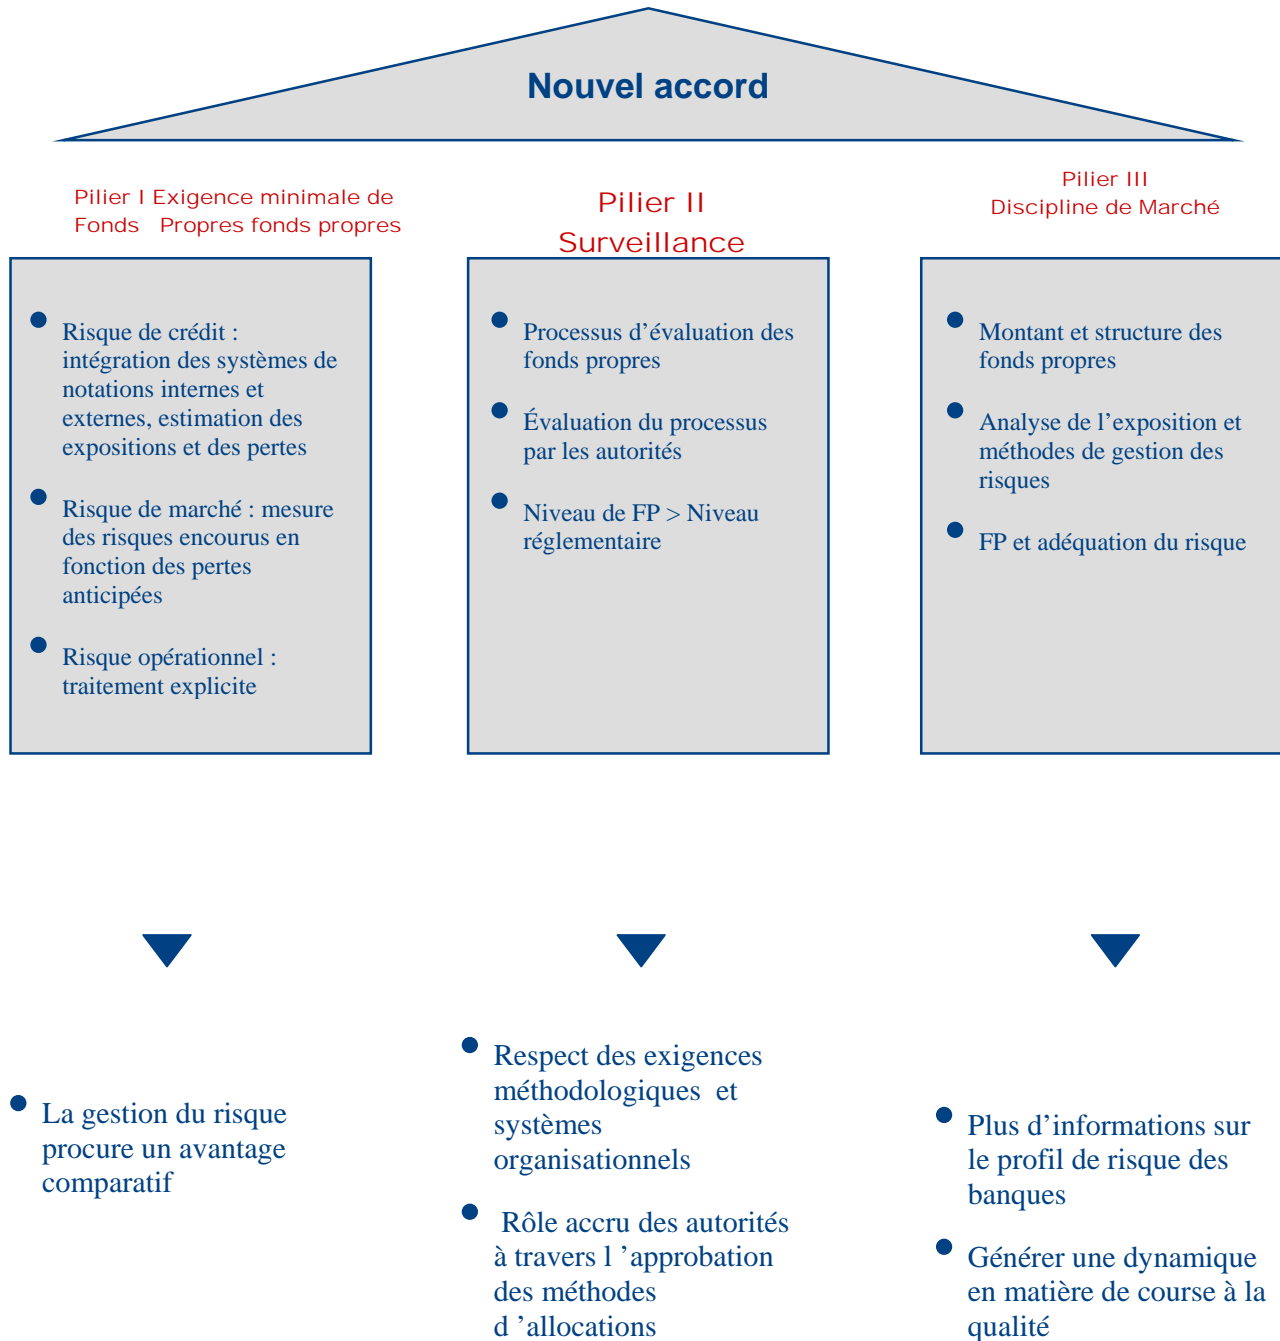 Nouvel accord
Pilier I Exigence minimale de
Fonds Propres fonds propres
Pilier II
Surveillance
Pilier III
Discipline de Marché
● Risque de crédit :
intégration des systèmes de
notations internes et
externes, estimation des
expositions et des pertes
● Risque de marché : mesure
des risques encourus en
fonction des pertes
anticipées
● Risque opérationnel :
traitement explicite
● Processus d’évaluation des
fonds propres
● Évaluation du processus
par les autorités
● Niveau de FP > Niveau
réglementaire
● Montant et structure des
fonds propres
● Analyse de l’exposition et
méthodes de gestion des
risques
● FP et adéquation du risque
● La gestion du risque
procure un avantage
comparatif
● Respect des exigences
méthodologiques et
systèmes
organisationnels
● Rôle accru des autorités
à travers l ’approbation
des méthodes
d ’allocations
● Plus d’informations sur
le profil de risque des
banques
● Générer une dynamique
en matière de course à la
qualité